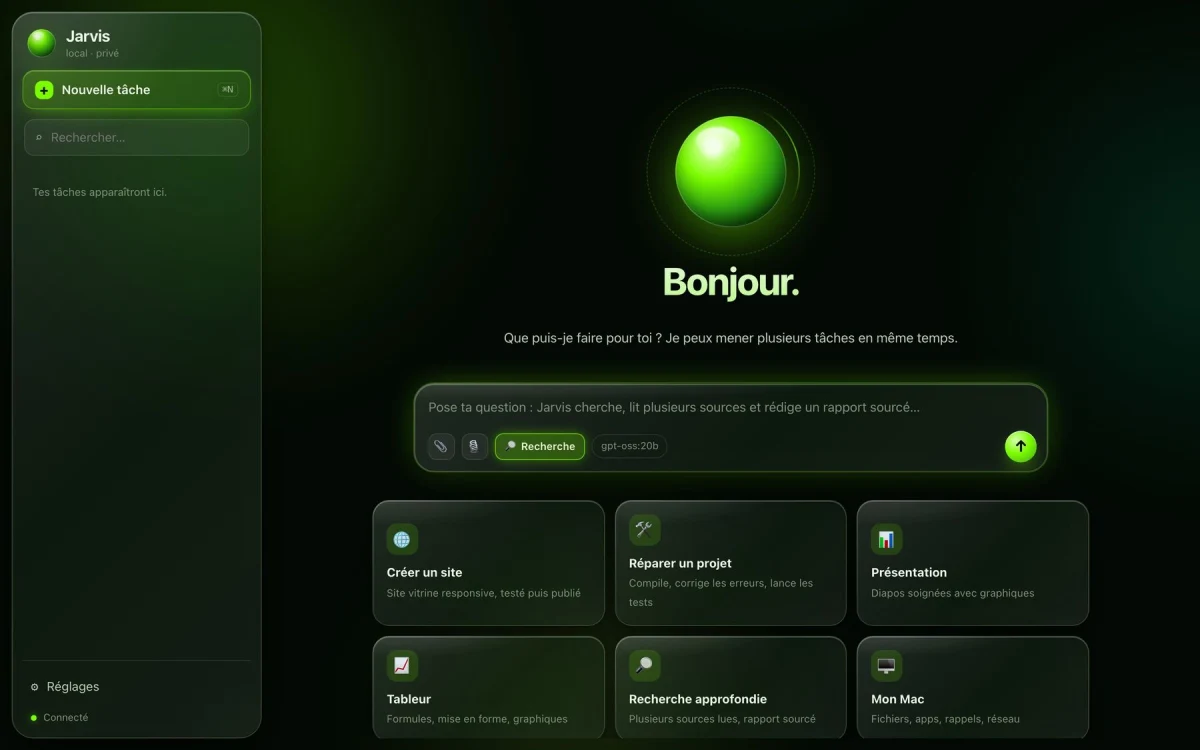 Jarvis
local · privé
Nouvelle tâche
⌘N
Rechercher...
Tes tâches apparaîtront ici.
Bonjour.
Que puis-je faire pour toi ? Je peux mener plusieurs tâches en même temps.
Pose ta question : Jarvis cherche, lit plusieurs sources et rédige un rapport sourcé...
Recherche
gpt-oss:20b
Créer un site
Site vitrine responsive, testé puis publié
Réparer un projet
Compile, corrige les erreurs, lance les
tests
Présentation
Diapos soignées avec graphiques
Tableur
Formules, mise en forme, graphiques
Recherche approfondie
Plusieurs sources lues, rapport sourcé
Mon Mac
Fichiers, apps, rappels, réseau
Réglages
Connecté